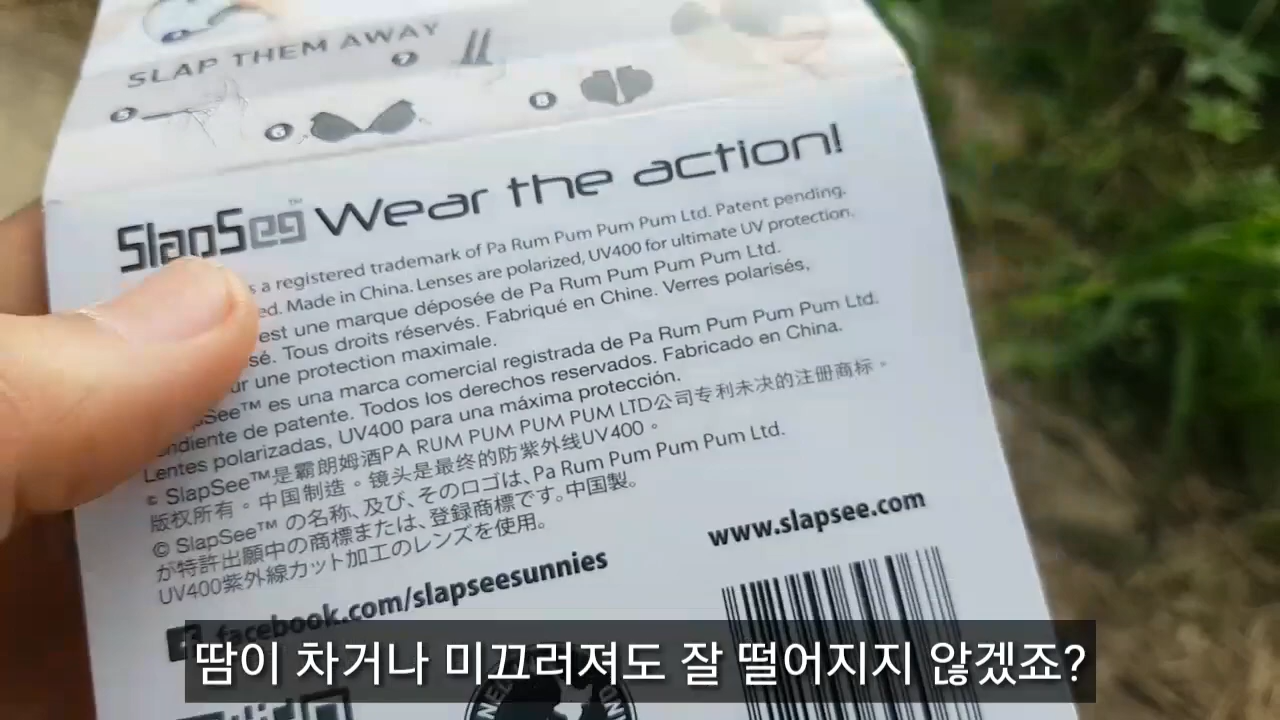 SLAP THEM AWAY
7
5
6
8
SlapSee™ Wear the action!
s a registered trademark of Pa Rum Pum Pum Pum Ltd. Patent pending.
ed. Made in China. Lenses are polarized, UV400 for ultimate UV protection.
est une marque déposée de Pa Rum Pum Pum Pum Ltd.
sé. Tous droits réservés. Fabriqué en Chine. Verres polarisés,
ur une protection maximale.
pSee™ es una marca comercial registrada de Pa Rum Pum Pum Pum Ltd.
ndiente de patente. Todos los derechos reservados. Fabricado en China.
Lentes polarizadas, UV400 para una máxima protección.
© SlapSee™是霸朗姆酒PA RUM PUM PUM PUM LTD公司专利未决的注册商标。
版权所有。中国制造。镜头是最终的防紫外线UV400。
© SlapSee™ の名称、及び、そのロゴは、Pa Rum Pum Pum Pum Ltd.
が特許出願中の商標または、登録商標です。中国製。
UV400紫外線カット加工のレンズを使用。
www.slapsee.com
facebook.com/slapseesunnies
땀이 차거나 미끄러져도 잘 떨어지지 않겠죠?